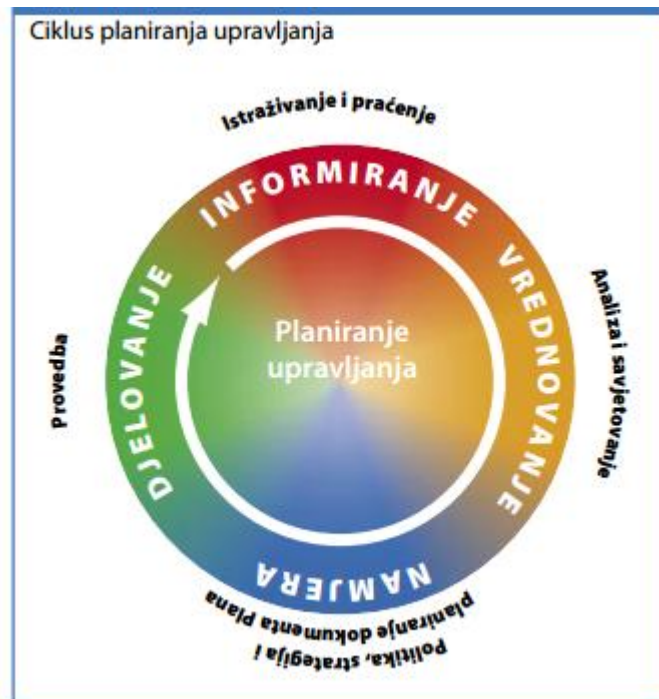 Ciklus planiranja upravljanja
Istraživanje i praćenje
INFORMIRANJE
VREDNOVANJE
Analiza i savjetovanje
Planiranje
upravljanja
DJELOVANJE
Provedba
NAMJERA
Politika, strategija i
planiranje dokumenta Plana